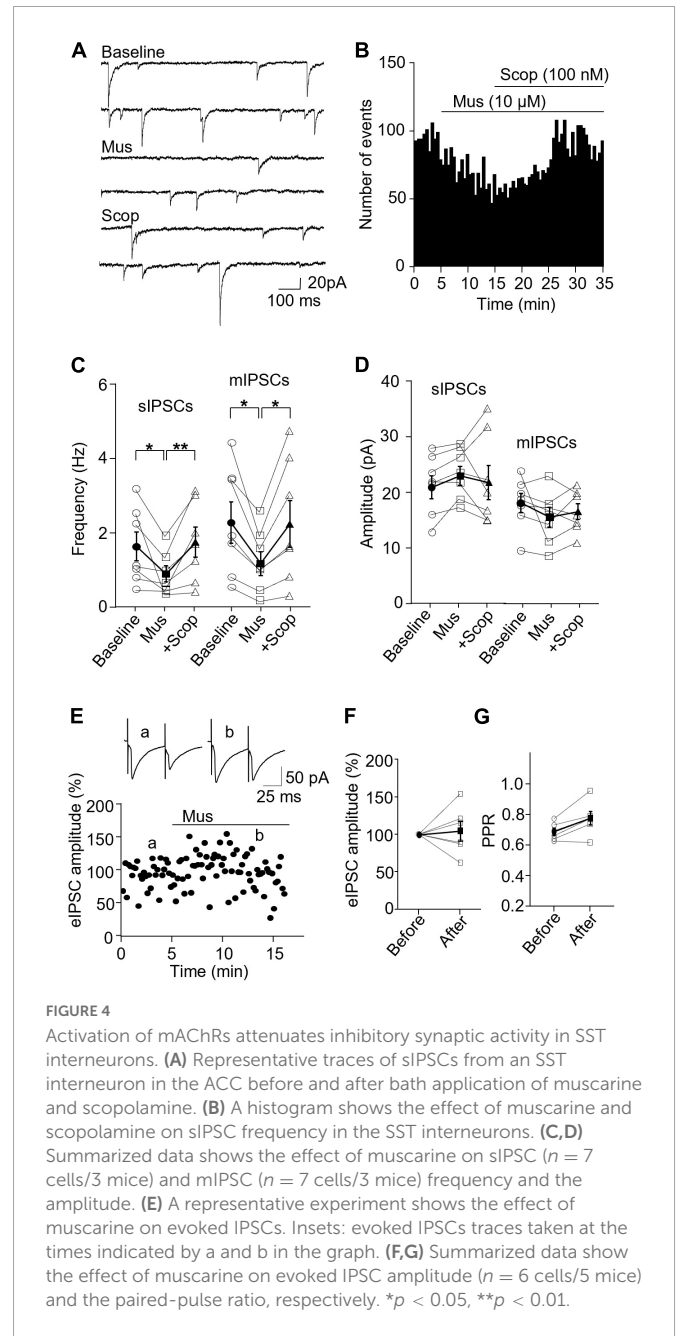 A
Baseline
Mus
Scop
20pA
100 ms
B
150
100
50
0
Number of events
Scop (100 nM)
Mus (10 µM)
0 5 10 15 20 25 30 35
Time (min)
C
6
4
2
0
Frequency (Hz)
sIPSCs
mIPSCs
* **
* *
Baseline Mus +Scop Baseline Mus +Scop
D
40
30
20
10
0
Amplitude (pA)
sIPSCs
mIPSCs
Baseline Mus +Scop Baseline Mus +Scop
E
a b
50 pA
25 ms
200
150
100
50
0
eIPSC amplitude (%)
Mus
a b
0 5 10 15
Time (min)
F
200
150
100
50
0
eIPSC amplitude (%)
Before After
G
1.0
0.8
0.6
0.4
0.2
PPR
Before After
FIGURE 4
Activation of mAChRs attenuates inhibitory synaptic activity in SST
interneurons. (A) Representative traces of sIPSCs from an SST
interneuron in the ACC before and after bath application of muscarine
and scopolamine. (B) A histogram shows the effect of muscarine and
scopolamine on sIPSC frequency in the SST interneurons. (C,D)
Summarized data shows the effect of muscarine on sIPSC (n = 7
cells/3 mice) and mIPSC (n = 7 cells/3 mice) frequency and the
amplitude. (E) A representative experiment shows the effect of
muscarine on evoked IPSCs. Insets: evoked IPSCs traces taken at the
times indicated by a and b in the graph. (F,G) Summarized data show
the effect of muscarine on evoked IPSC amplitude (n = 6 cells/5 mice)
and the paired-pulse ratio, respectively. *p < 0.05, **p < 0.01.